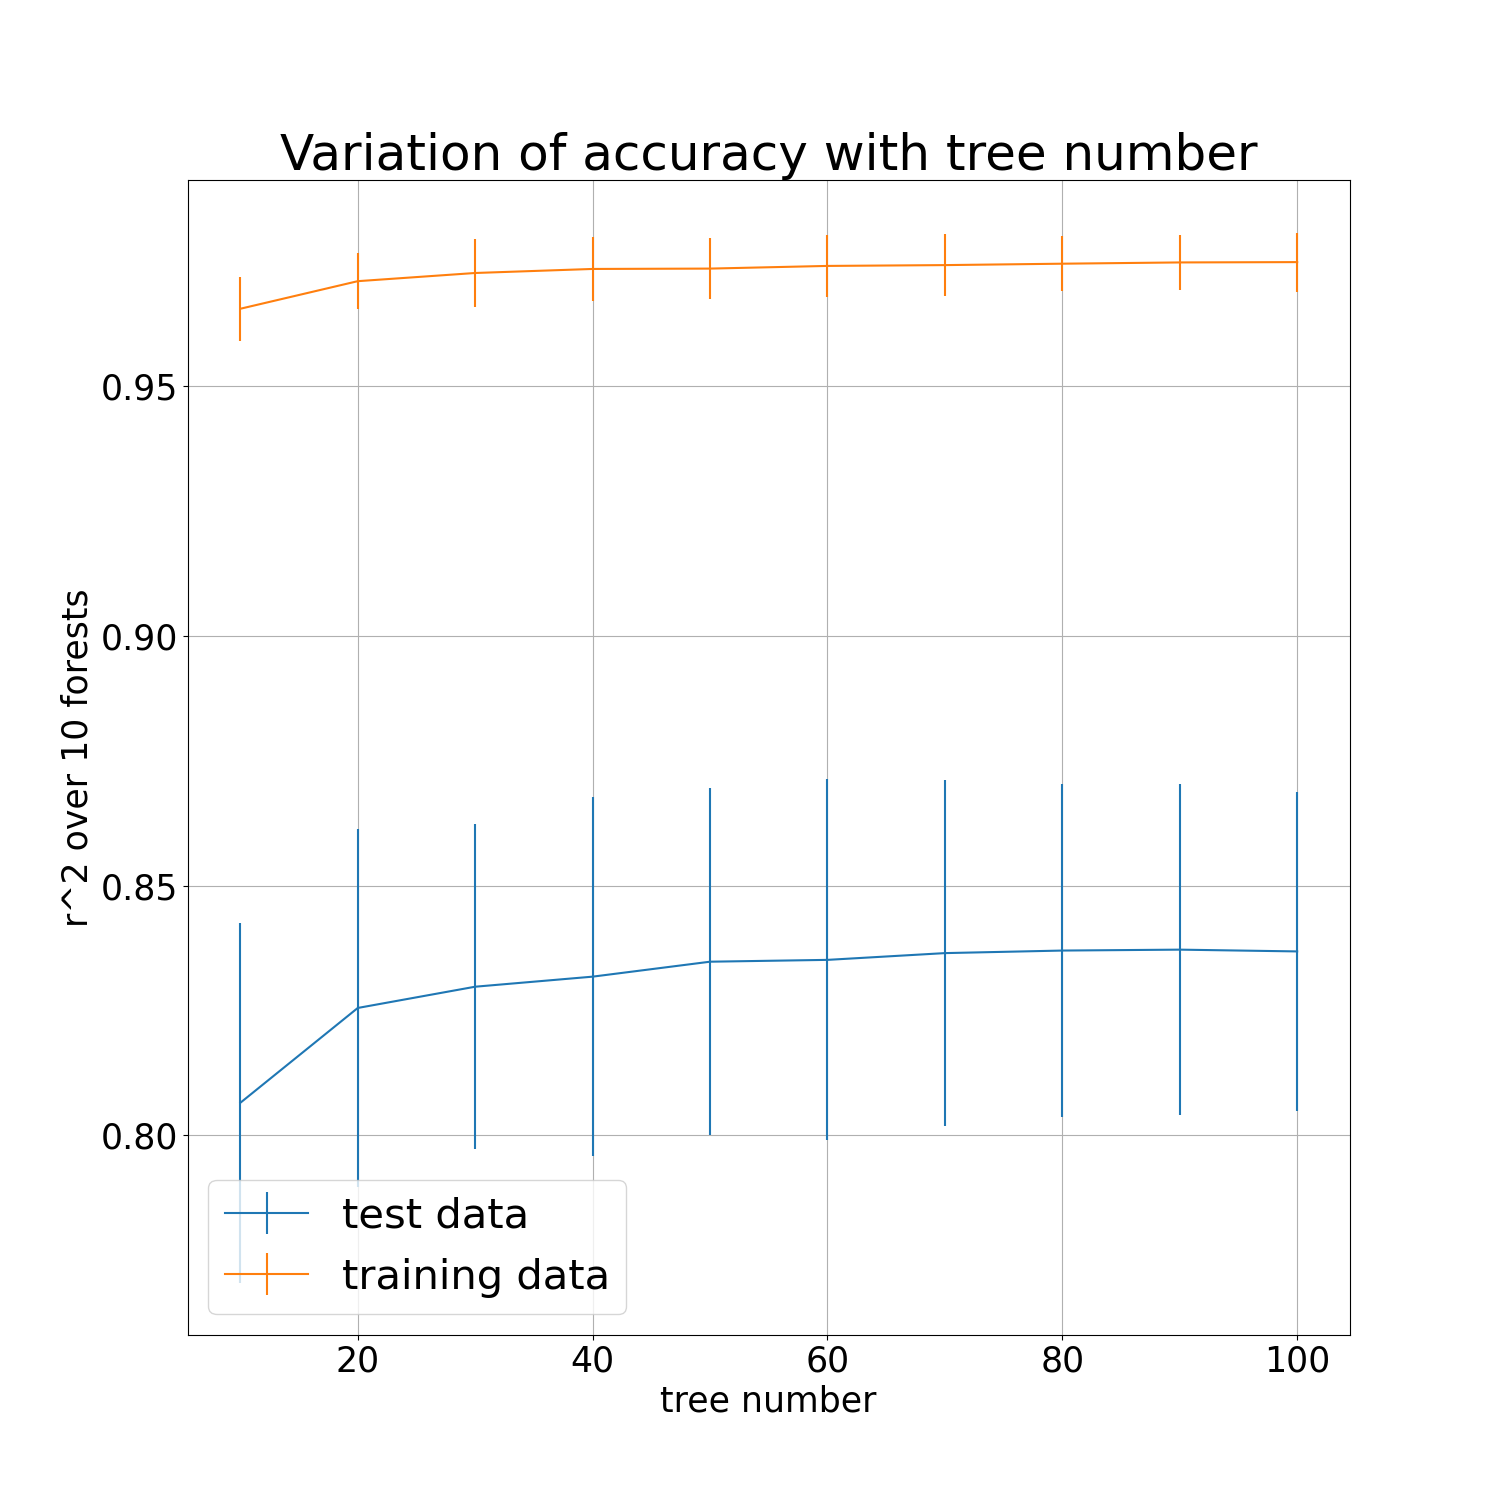 Variation of accuracy with tree number
r^2 over 10 forests
0.95
0.90
0.85
0.80
test data
training data
20 40 60 80 100
tree number